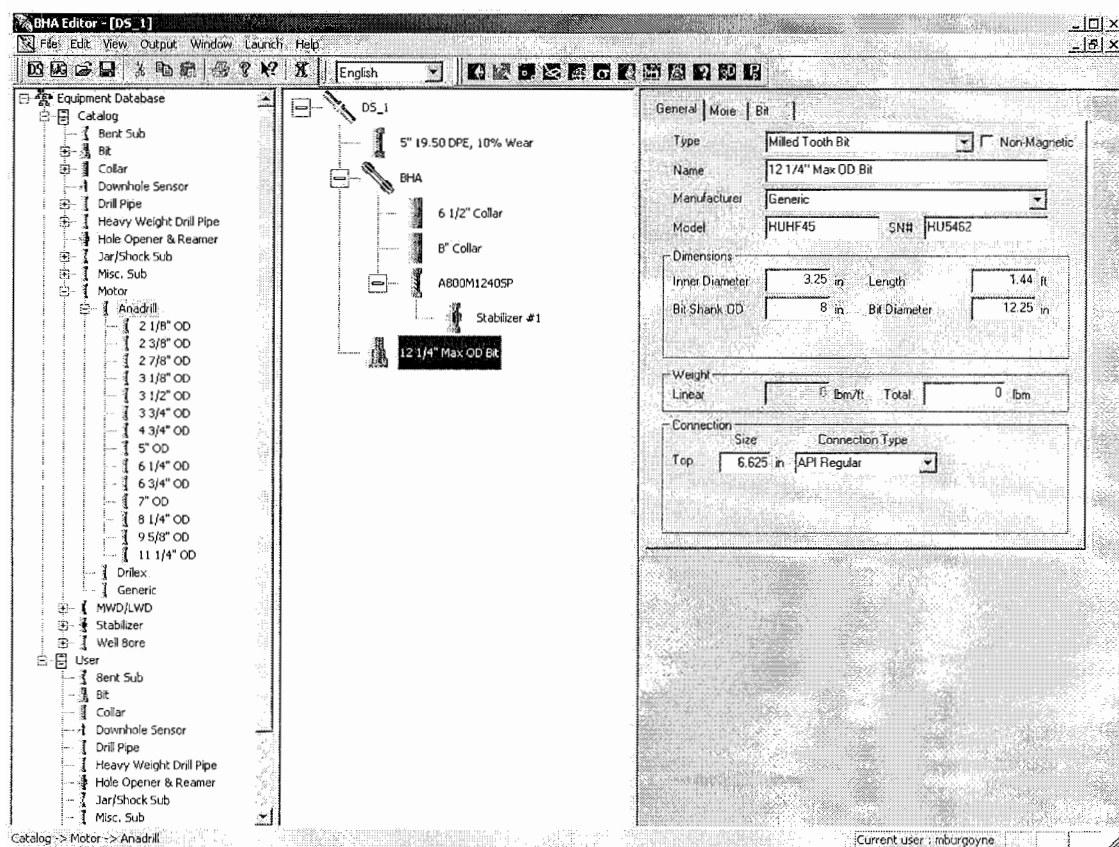 BHA Editor - [DS_1]
File Edit View Output Window Launch Help
English
Equipment Database
Catalog
Bent Sub
Bit
Collar
Downhole Sensor
Drill Pipe
Heavy Weight Drill Pipe
Hole Opener & Reamer
Jar/Shock Sub
Misc. Sub
Motor
Anadrill
2 1/8" OD
2 3/8" OD
2 7/8" OD
3 1/8" OD
3 1/2" OD
3 3/4" OD
4 3/4" OD
5" OD
6 1/4" OD
6 3/4" OD
7" OD
8 1/4" OD
9 5/8" OD
11 1/4" OD
Drilex
Generic
MWD/LWD
Stabilizer
Well Bore
User
Bent Sub
Bit
Collar
Downhole Sensor
Drill Pipe
Heavy Weight Drill Pipe
Hole Opener & Reamer
Jar/Shock Sub
Misc. Sub
DS_1
5" 19.50 DPE, 10% Wear
BHA
6 1/2" Collar
8" Collar
A800M1240SP
Stabilizer #1
12 1/4" Max OD Bit
General More Bit
Type Milled Tooth Bit Non-Magnetic
Name 12 1/4" Max OD Bit
Manufacturer Generic
Model HUHF45 SN# HU5462
Dimensions
Inner Diameter 3.25 in Length 1.44 ft
Bit Shank OD 8 in Bit Diameter 12.25 in
Weight
Linear 0 lbm/ft Total 0 lbm
Connection
Size Connection Type
Top 6.625 in API Regular
Catalog -> Motor -> Anadrill Current user : mburgoyne